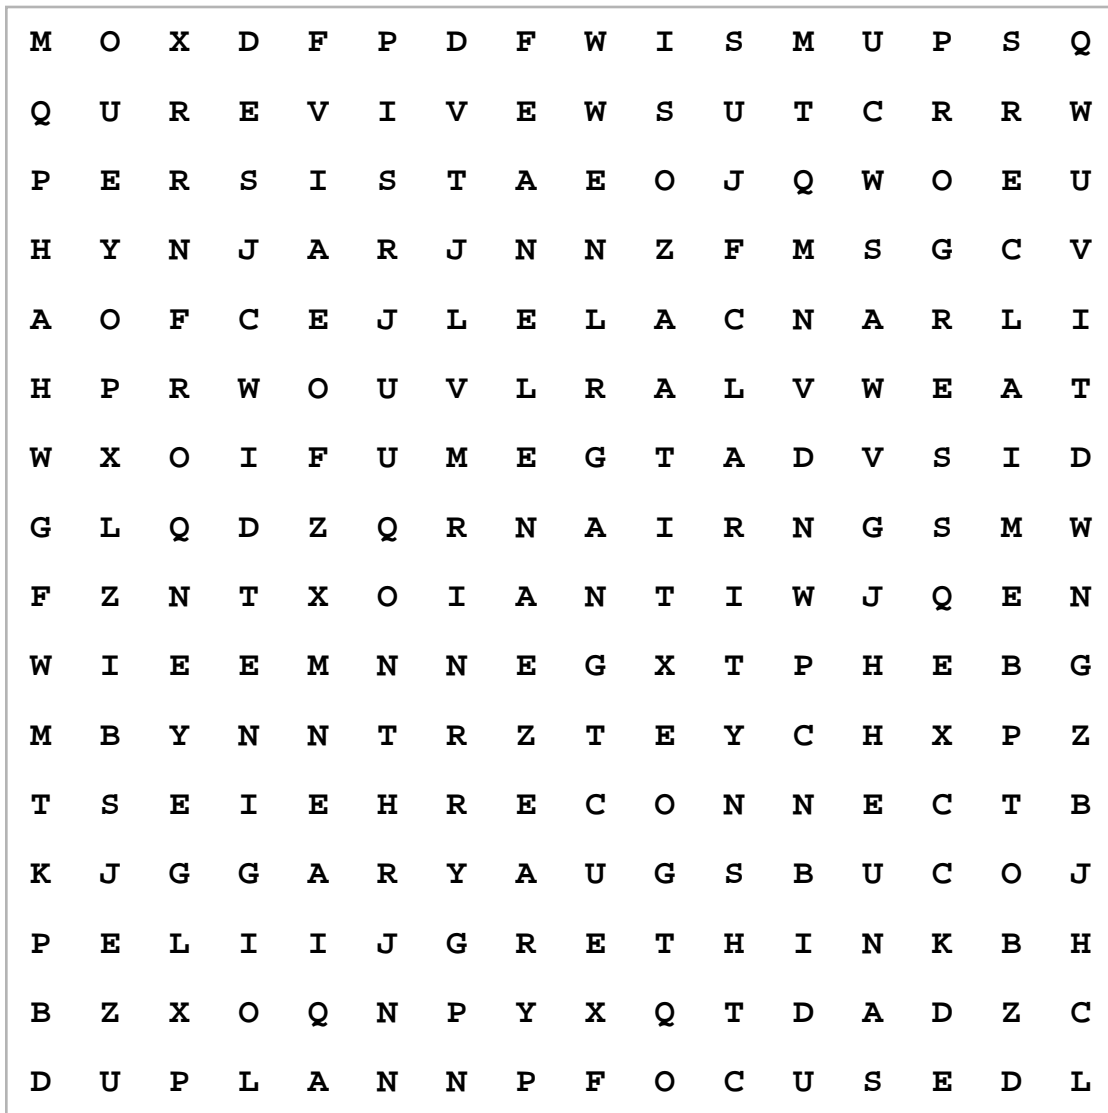 M O X D F P D F W I S M U P S Q
Q U R E V I V E W S U T C R R W
P E R S I S T A E O J Q W O E U
H Y N J A R J N N Z F M S G C V
A O F C E J L E L A C N A R L I
H P R W O U V L R A L V W E A T
W X O I F U M E G T A D V S I D
G L Q D Z Q R N A I R N G S M W
F Z N T X O I A N T I W J Q E N
W I E E M N N E G X T P H E B G
M B Y N N T R Z T E Y C H X P Z
T S E I E H R E C O N N E C T B
K J G G A R Y A U G S B U C O J
P E L I I J G R E T H I N K B H
B Z X O Q N P Y X Q T D A D Z C
D U P L A N N P F O C U S E D L